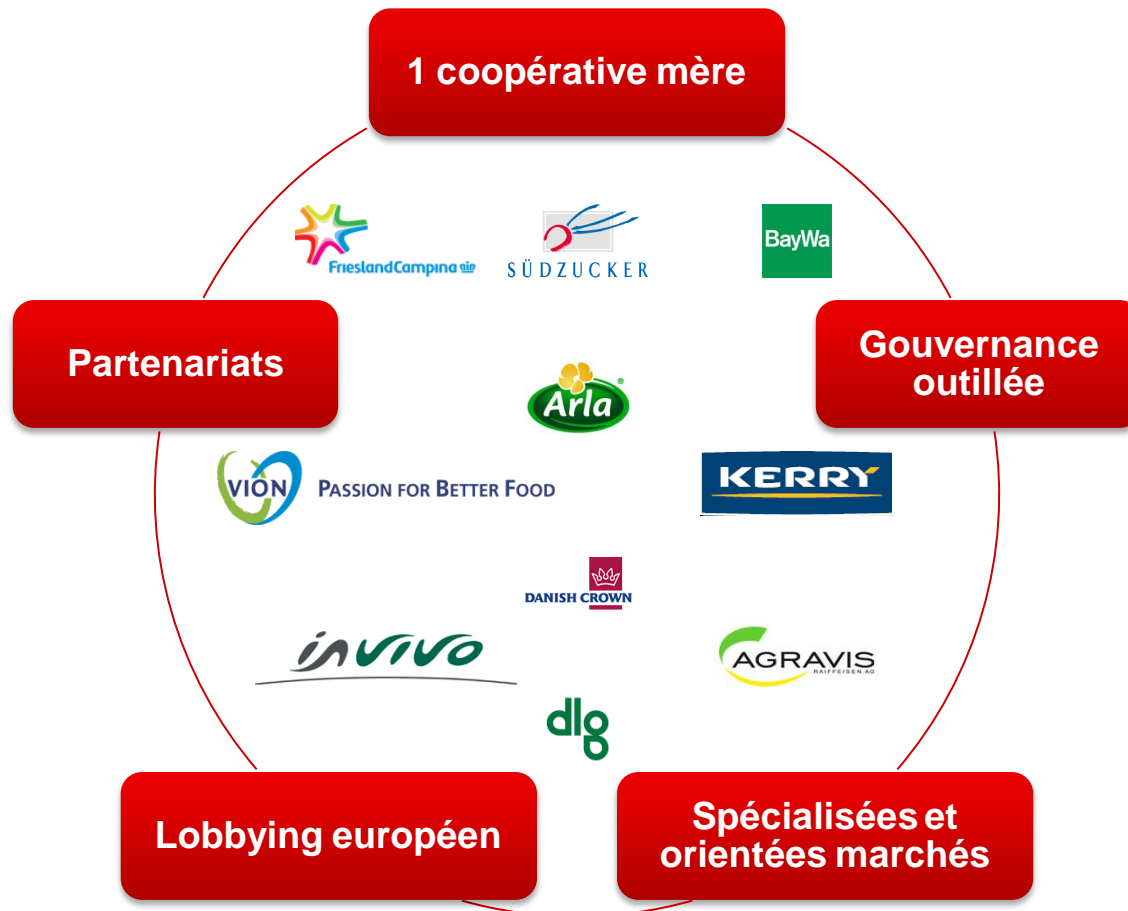 1 coopérative mère
FrieslandCampina
SÜDZUCKER
BayWa
Partenariats
Gouvernance
outillée
Arla
®
VION
PASSION FOR BETTER FOOD
KERRY
DANISH CROWN
invivo
AGRAVIS
RAIFFEISEN AG
dlg
Lobbying européen
Spécialisées et
orientées marchés